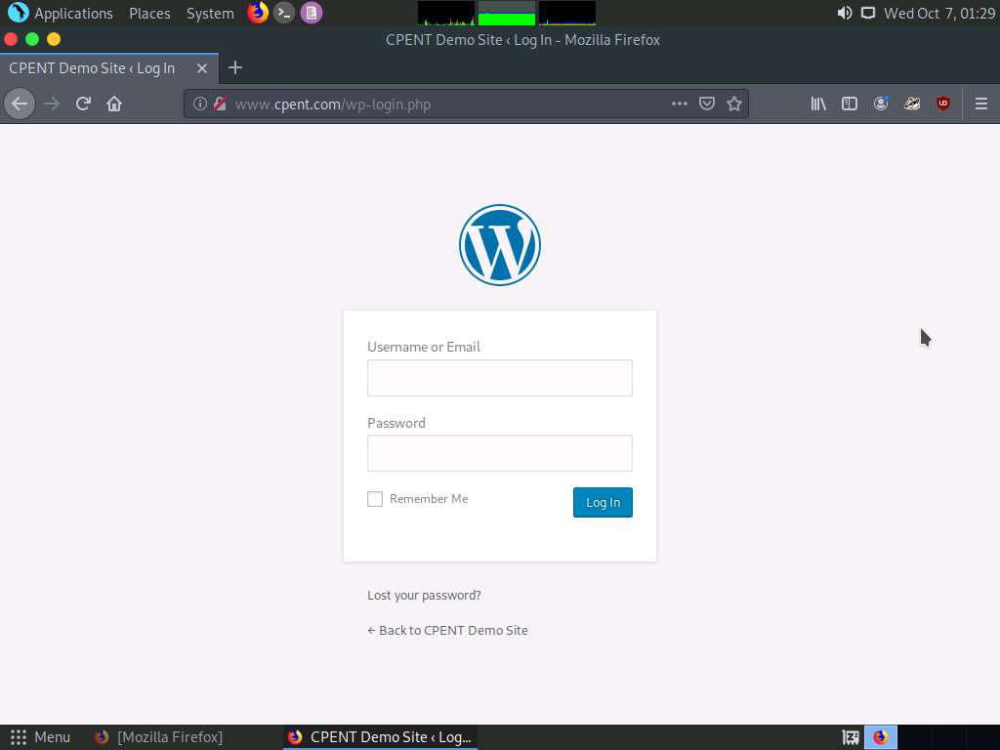 Applications Places System Wed Oct 7, 01:29
CPENT Demo Site ‹ Log In - Mozilla Firefox
CPENT Demo Site ‹ Log In
www.cpent.com/wp-login.php
Username or Email
Password
Remember Me Log In
Lost your password?
← Back to CPENT Demo Site
Menu [Mozilla Firefox] CPENT Demo Site ‹ Log...